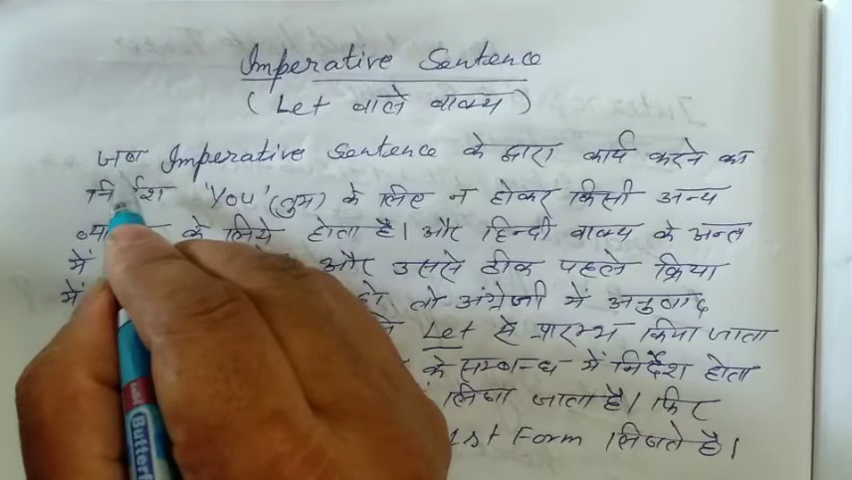 Imperative Sentence
(Let वाले वाक्य)
जब Imperative Sentence के द्वारा कार्य करने का
'You' (तुम) के लिए न होकर किसी अन्य
के लिये होता है। और हिन्दी वाक्य के अन्त
में और उससे ठीक पहले क्रिया
में हो तो अंग्रेजी में अनुवाद
Let से प्रारम्भ किया जाता
के सम्बन्ध में निर्देश होता
लिखा जाता है। फिर
1st Form लिखते है।
Butterf